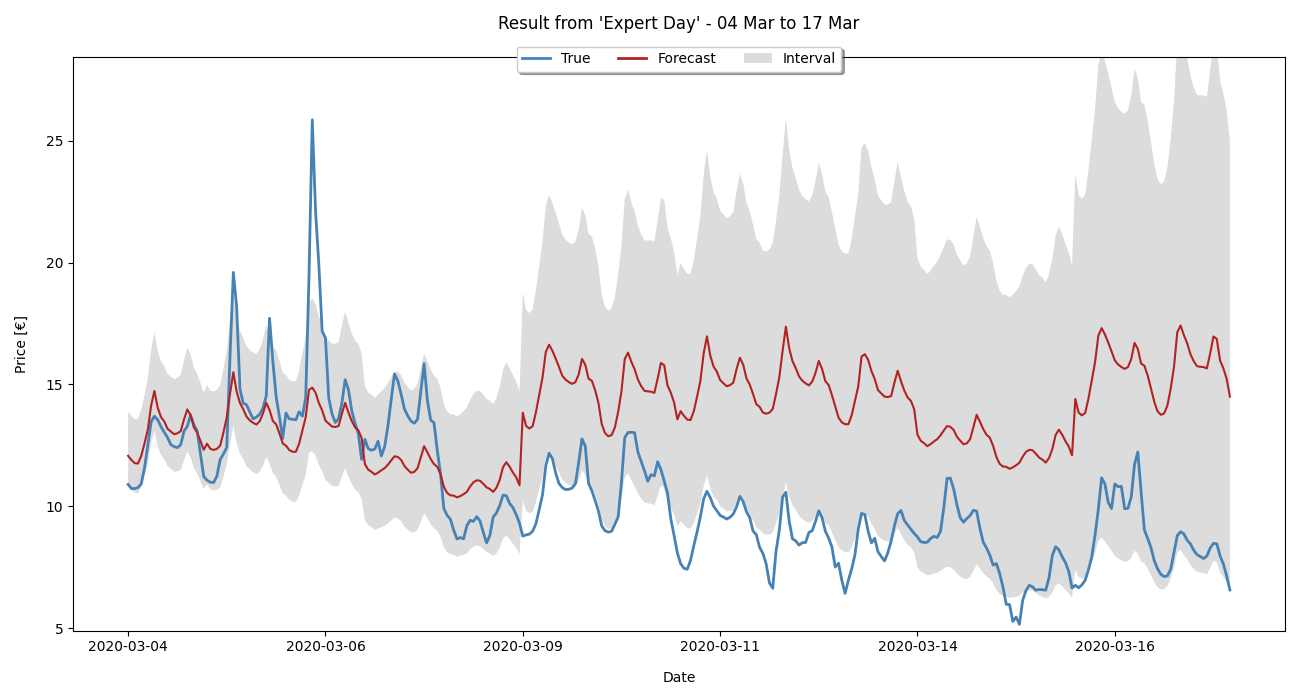 Result from 'Expert Day' - 04 Mar to 17 Mar
True Forecast Interval
Price [€]
25
20
15
10
5
2020-03-04 2020-03-06 2020-03-09 2020-03-11 2020-03-14 2020-03-16
Date